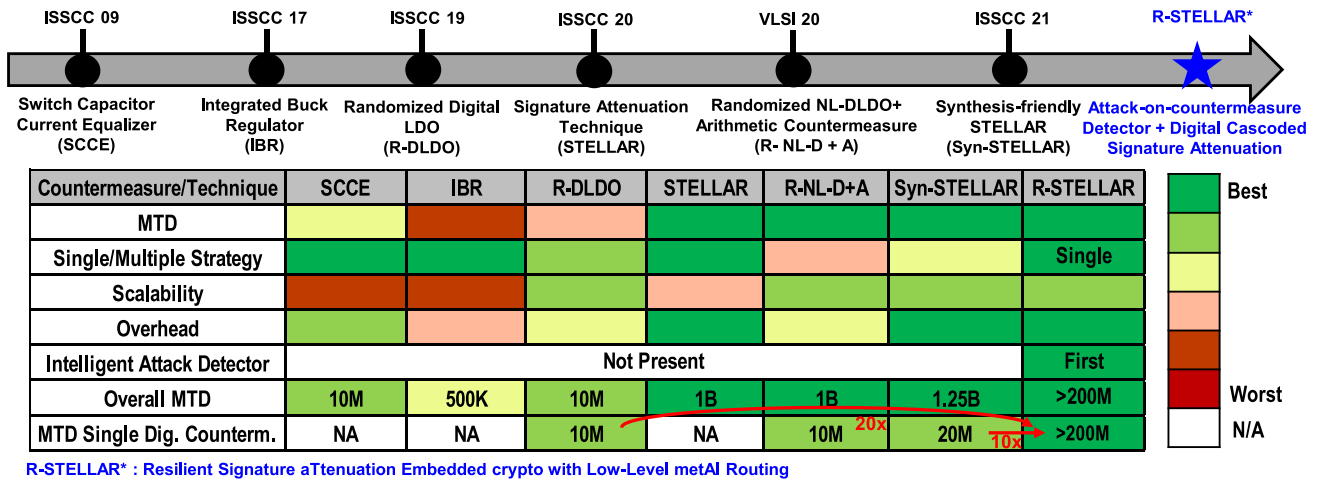 ISSCC 09 ISSCC 17 ISSCC 19 ISSCC 20 VLSI 20 ISSCC 21 R-STELLAR*
Switch Capacitor
Current Equalizer
(SCCE)
Integrated Buck
Regulator
(IBR)
Randomized Digital
LDO
(R-DLDO)
Signature Attenuation
Technique
(STELLAR)
Randomized NL-DLDO+
Arithmetic Countermeasure
(R- NL-D + A)
Synthesis-friendly
STELLAR
(Syn-STELLAR)
Attack-on-countermeasure
Detector + Digital Cascoded
Signature Attenuation
Countermeasure/Technique SCCE IBR R-DLDO STELLAR R-NL-D+A Syn-STELLAR R-STELLAR
MTD
Single/Multiple Strategy Single
Scalability
Overhead
Intelligent Attack Detector Not Present First
Overall MTD 10M 500K 10M 1B 1B 1.25B >200M
MTD Single Dig. Counterm. NA NA 10M NA 10M 20x 20M 10x >200M
Best
Worst
N/A
R-STELLAR* : Resilient Signature aTtenuation Embedded crypto with Low-Level metAl Routing